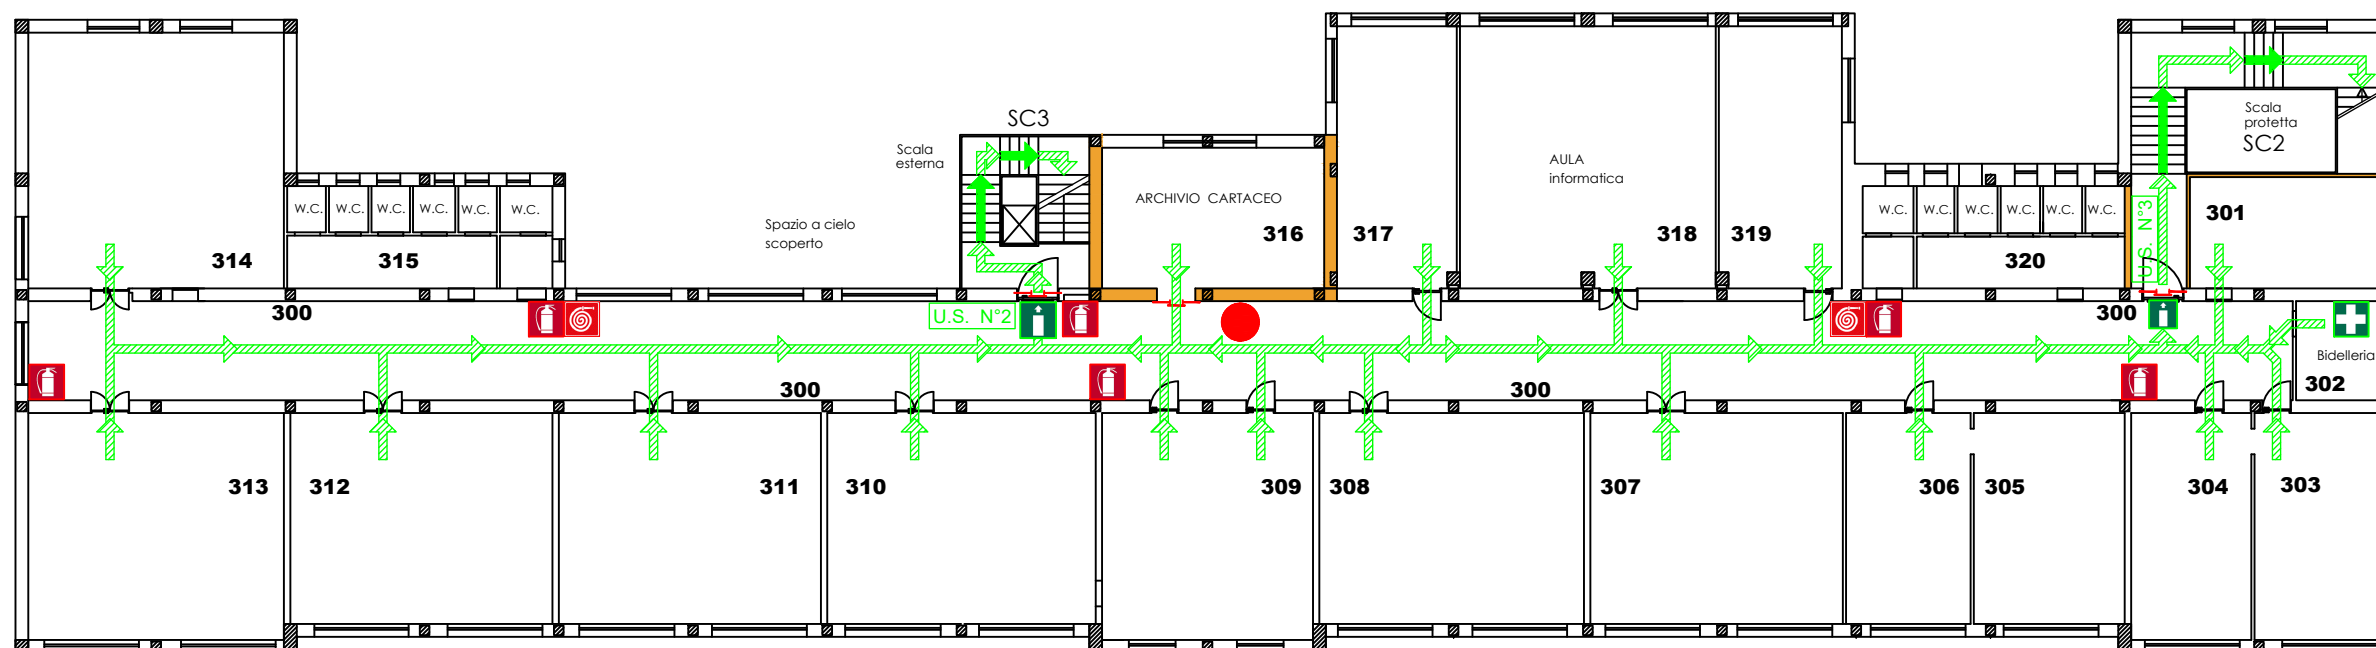 SC3
Scala
esterna
Spazio a cielo
scoperto
ARCHIVIO CARTACEO
316
317
AULA
informatica
318
319
Scala
protetta
SC2
301
W.C.
W.C.
W.C.
W.C.
W.C.
W.C.
314
315
W.C.
W.C.
W.C.
W.C.
W.C.
W.C.
320
U.S. N°3
300
U.S. N°2
300
Bidelleria
302
300
300
313
312
311
310
309
308
307
306
305
304
303